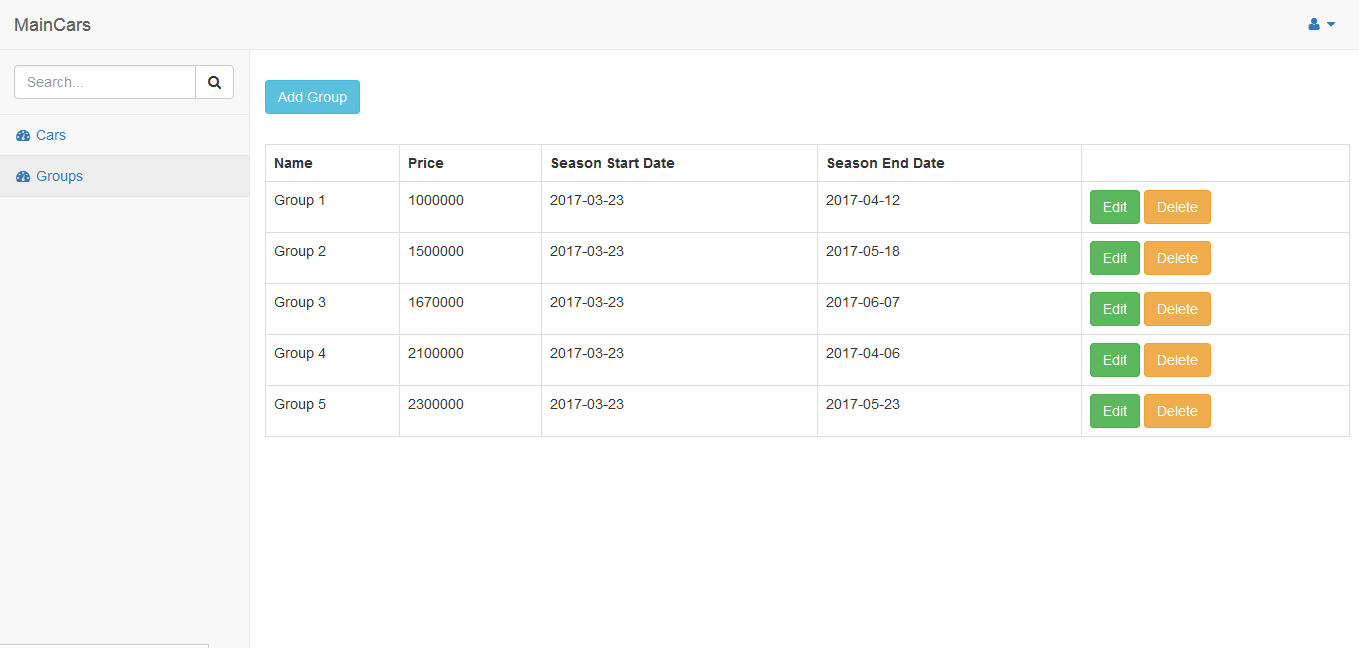 MainCars
Search...
Cars
Groups
Add Group
Name Price Season Start Date Season End Date
Group 1 1000000 2017-03-23 2017-04-12 Edit Delete
Group 2 1500000 2017-03-23 2017-05-18 Edit Delete
Group 3 1670000 2017-03-23 2017-06-07 Edit Delete
Group 4 2100000 2017-03-23 2017-04-06 Edit Delete
Group 5 2300000 2017-03-23 2017-05-23 Edit Delete